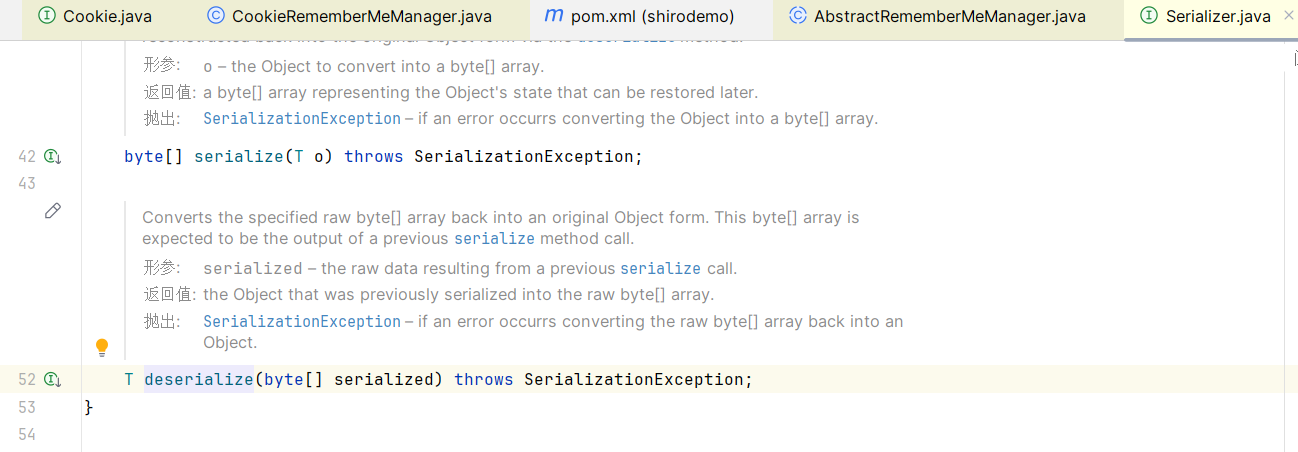 Cookie.java CookieRememberMeManager.java pom.xml (shirodemo) AbstractRememberMeManager.java Serializer.java
形参: o – the Object to convert into a byte[] array.
返回值: a byte[] array representing the Object's state that can be restored later.
抛出: SerializationException – if an error occurrs converting the Object into a byte[] array.
42 byte[] serialize(T o) throws SerializationException;
43
Converts the specified raw byte[] array back into an original Object form. This byte[] array is
expected to be the output of a previous serialize method call.
形参: serialized – the raw data resulting from a previous serialize call.
返回值: the Object that was previously serialized into the raw byte[] array.
抛出: SerializationException – if an error occurrs converting the raw byte[] array back into an
Object.
52 T deserialize(byte[] serialized) throws SerializationException;
53 }
54